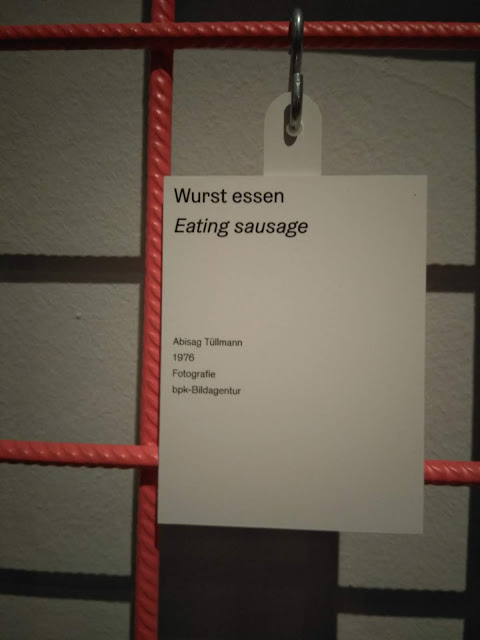 Wurst essen
Eating sausage
Abisag Tüllmann
1976
Fotografie
bpk-Bildagentur